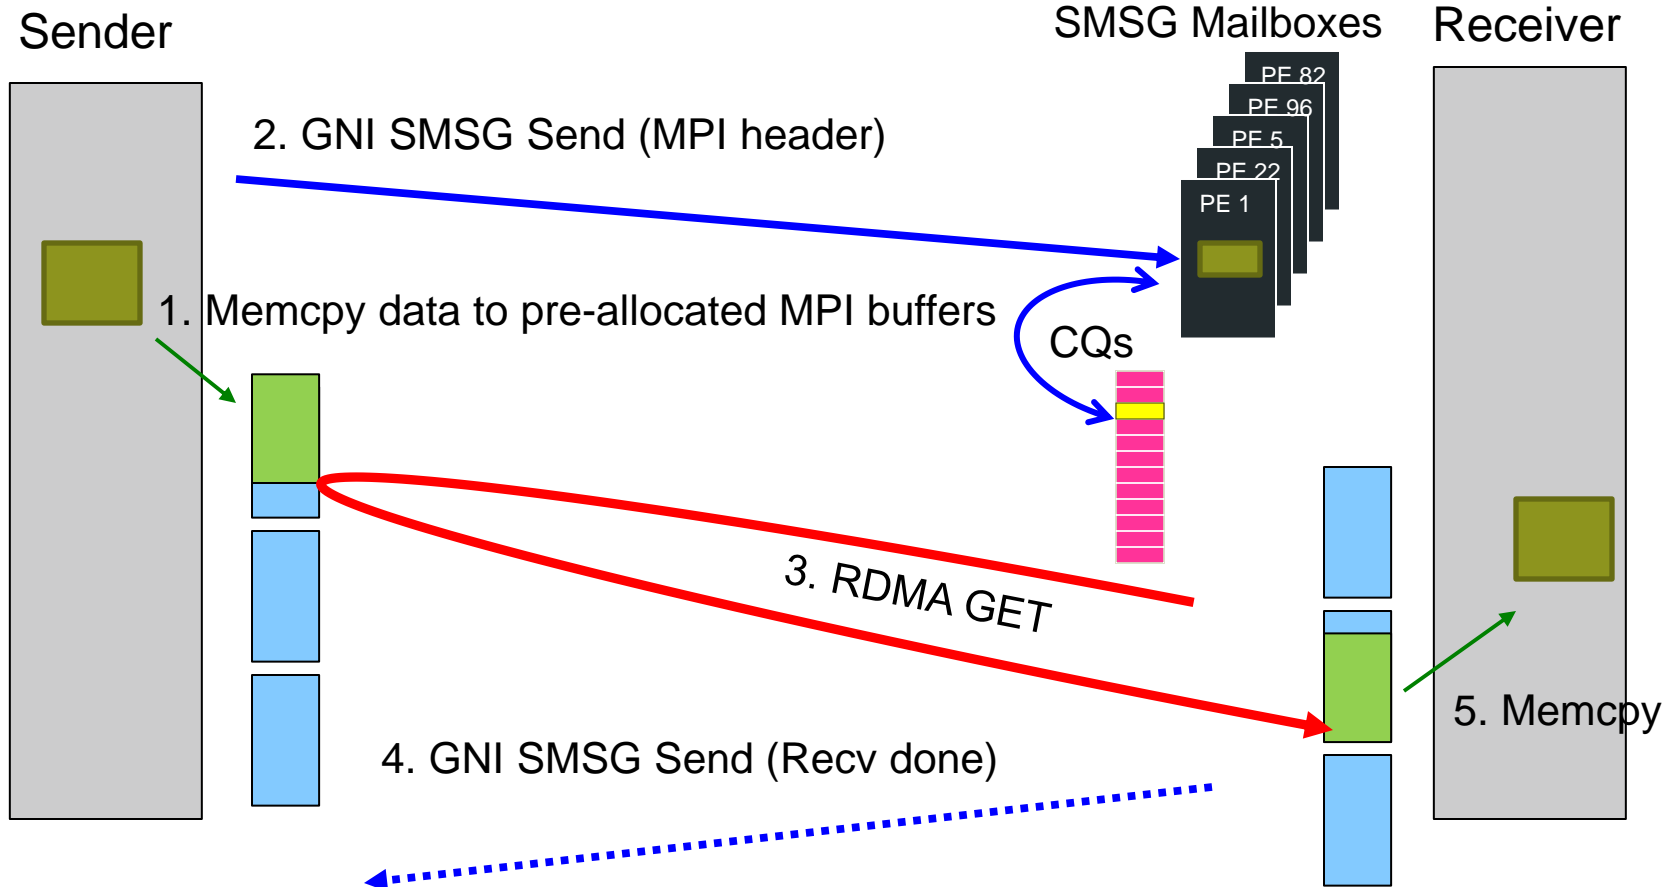 Sender
SMSG Mailboxes
Receiver
PE 82
PE 96
PE 5
PE 22
PE 1
2. GNI SMSG Send (MPI header)
1. Memcpy data to pre-allocated MPI buffers
CQs
3. RDMA GET
5. Memcpy
4. GNI SMSG Send (Recv done)